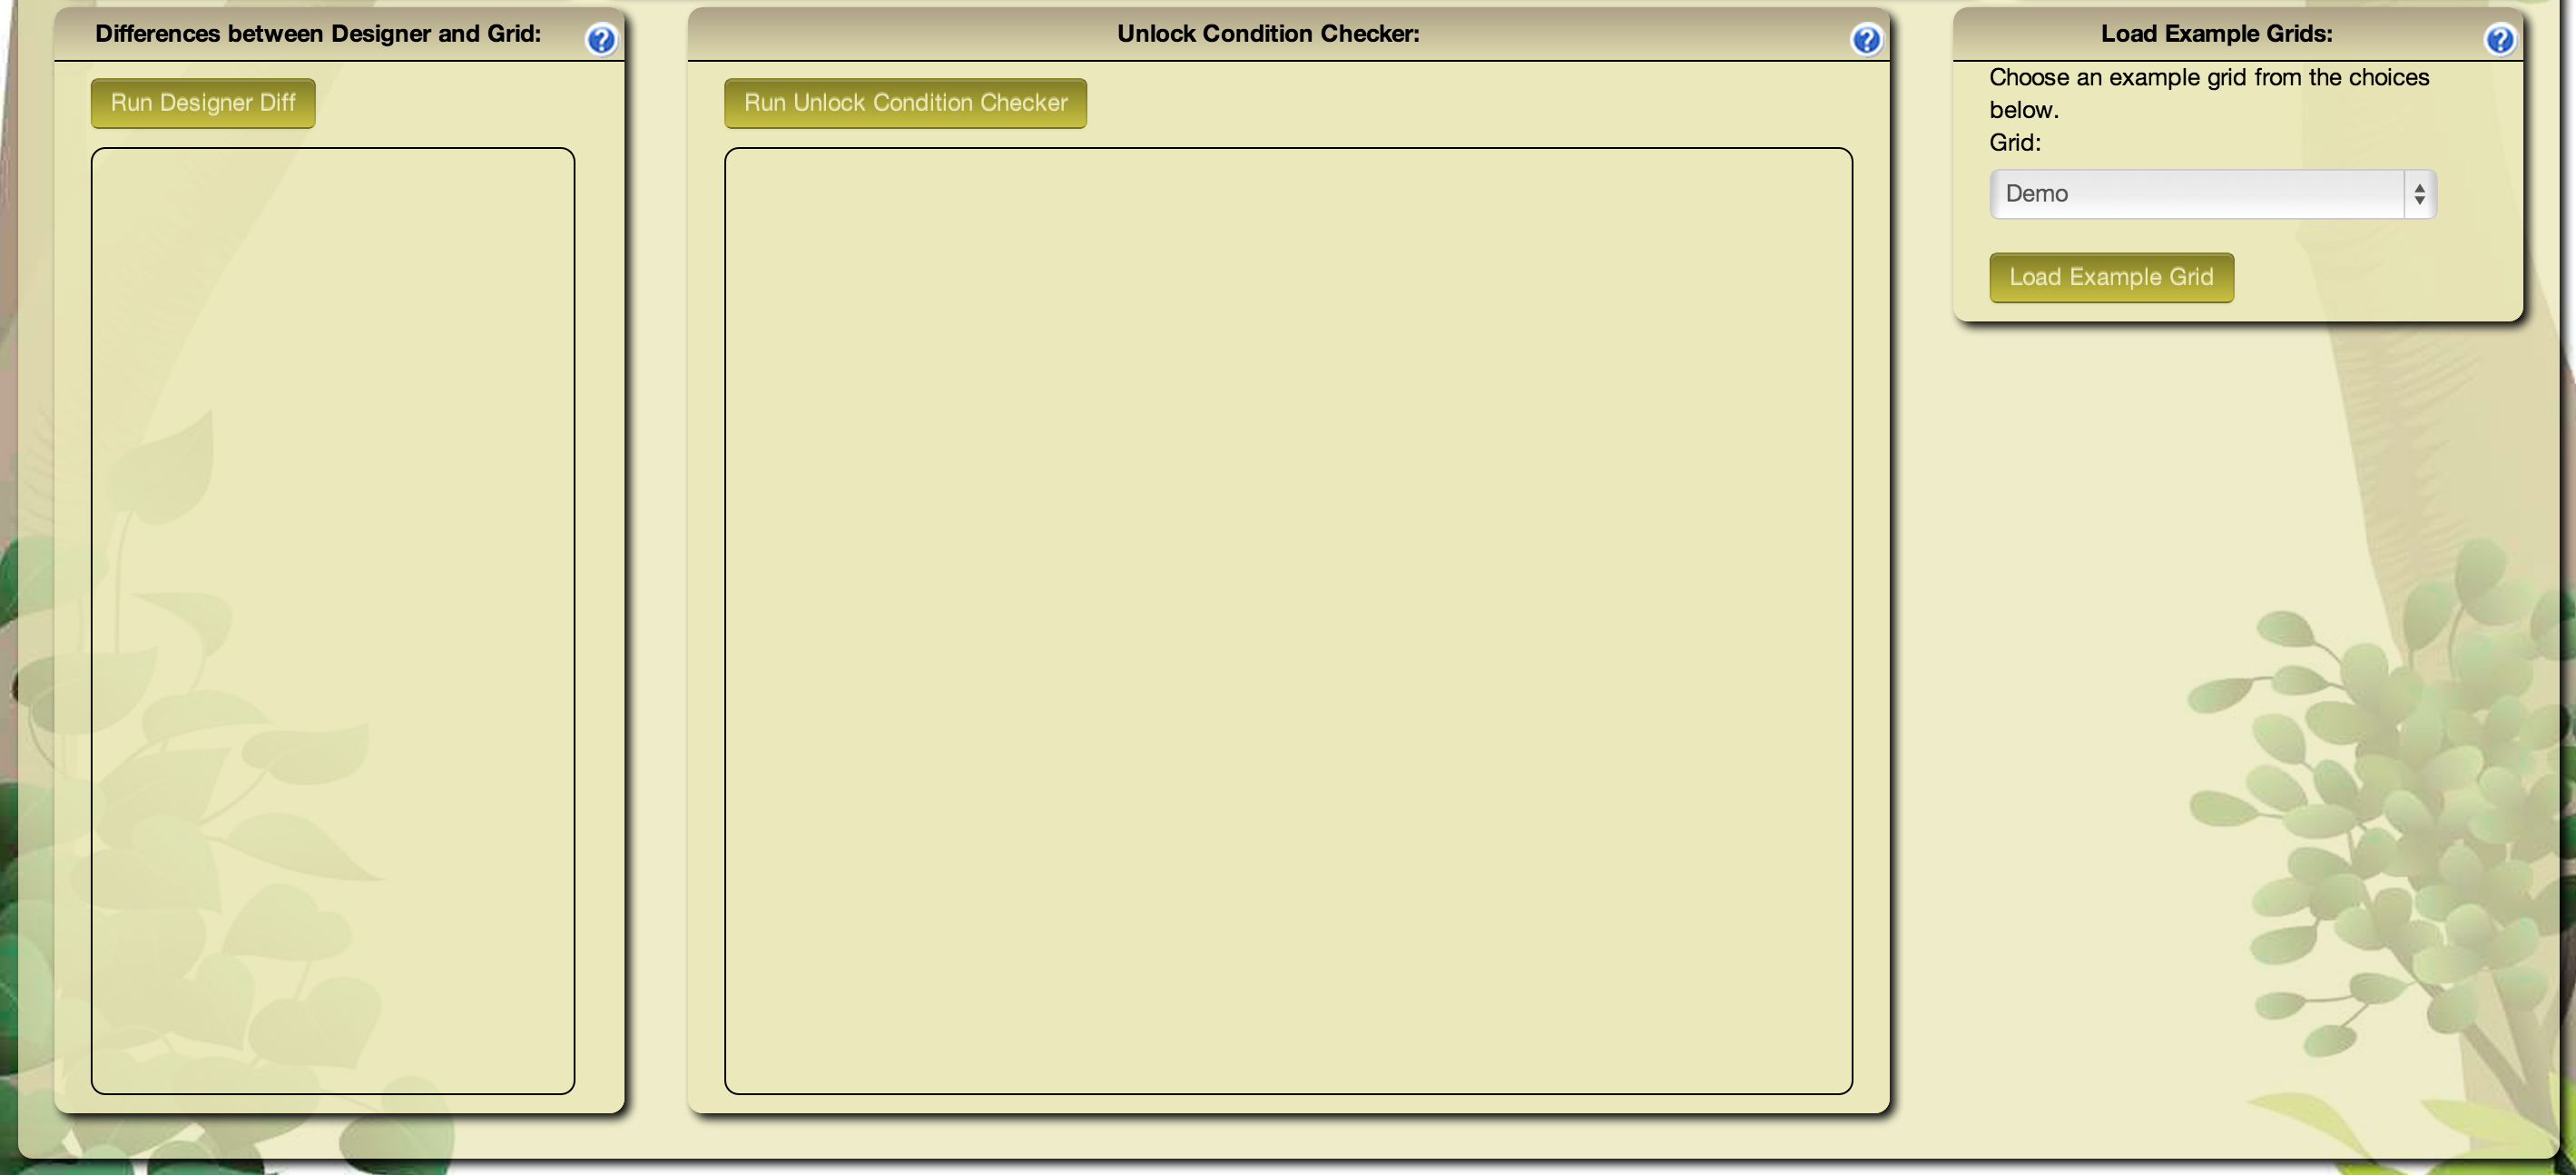 Differences between Designer and Grid:
?
Run Designer Diff
Unlock Condition Checker:
?
Run Unlock Condition Checker
Load Example Grids:
?
Choose an example grid from the choices
below.
Grid:
Demo
Load Example Grid